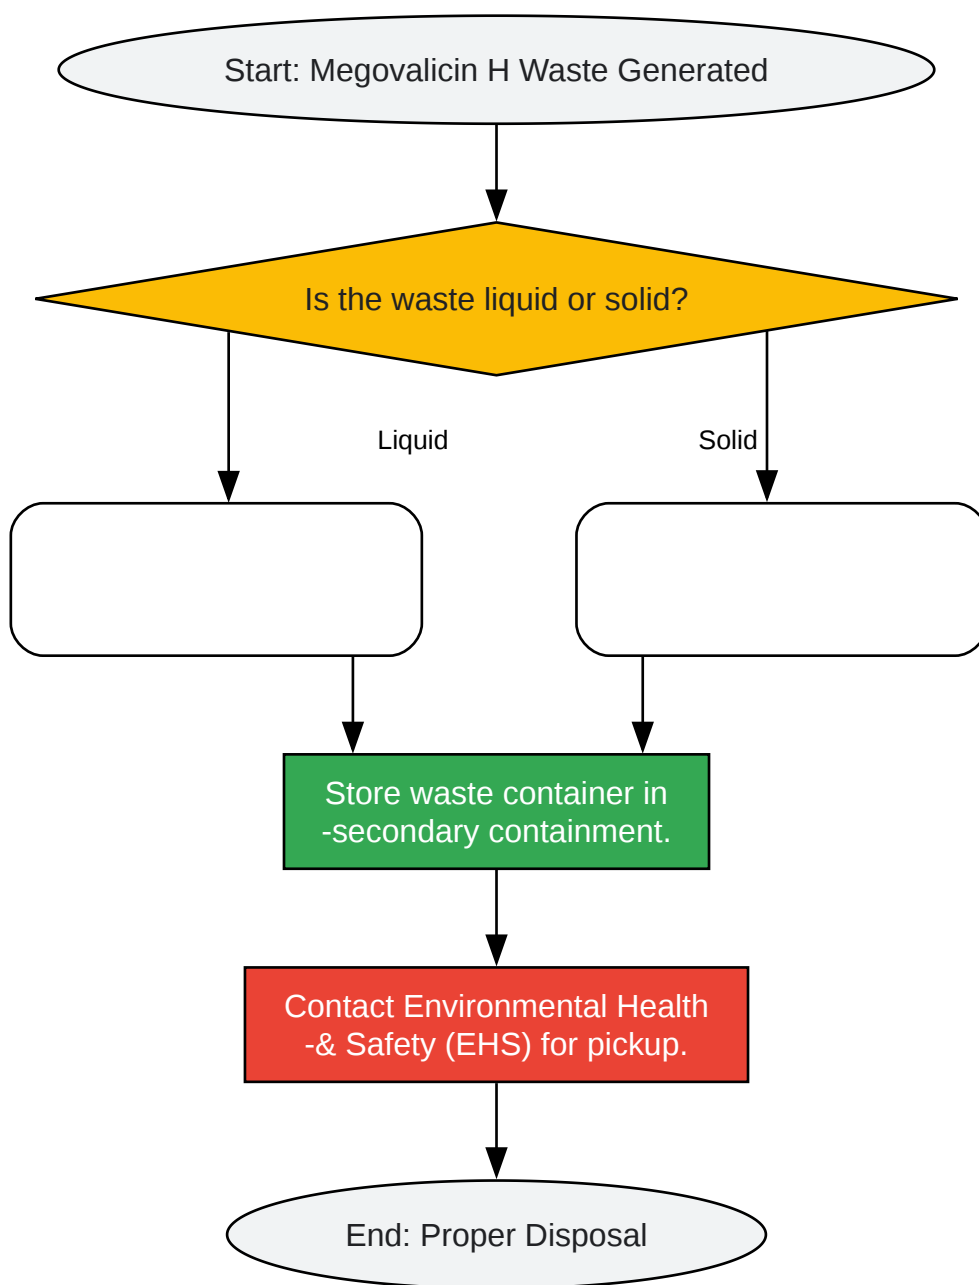 Start: Megovalicin H Waste Generated
Is the waste liquid or solid?
Liquid
Solid
Store waste container in
-secondary containment.
Contact Environmental Health
-& Safety (EHS) for pickup.
End: Proper Disposal